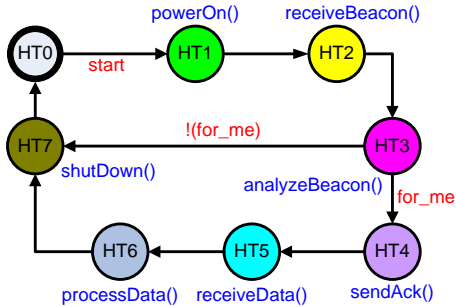 powerOn()
receiveBeacon()
HT0
HT1
HT2
start
!(for_me)
HT7
HT3
shutDown()
analyzeBeacon()
for_me
HT6
HT5
HT4
processData()
receiveData()
sendAck()